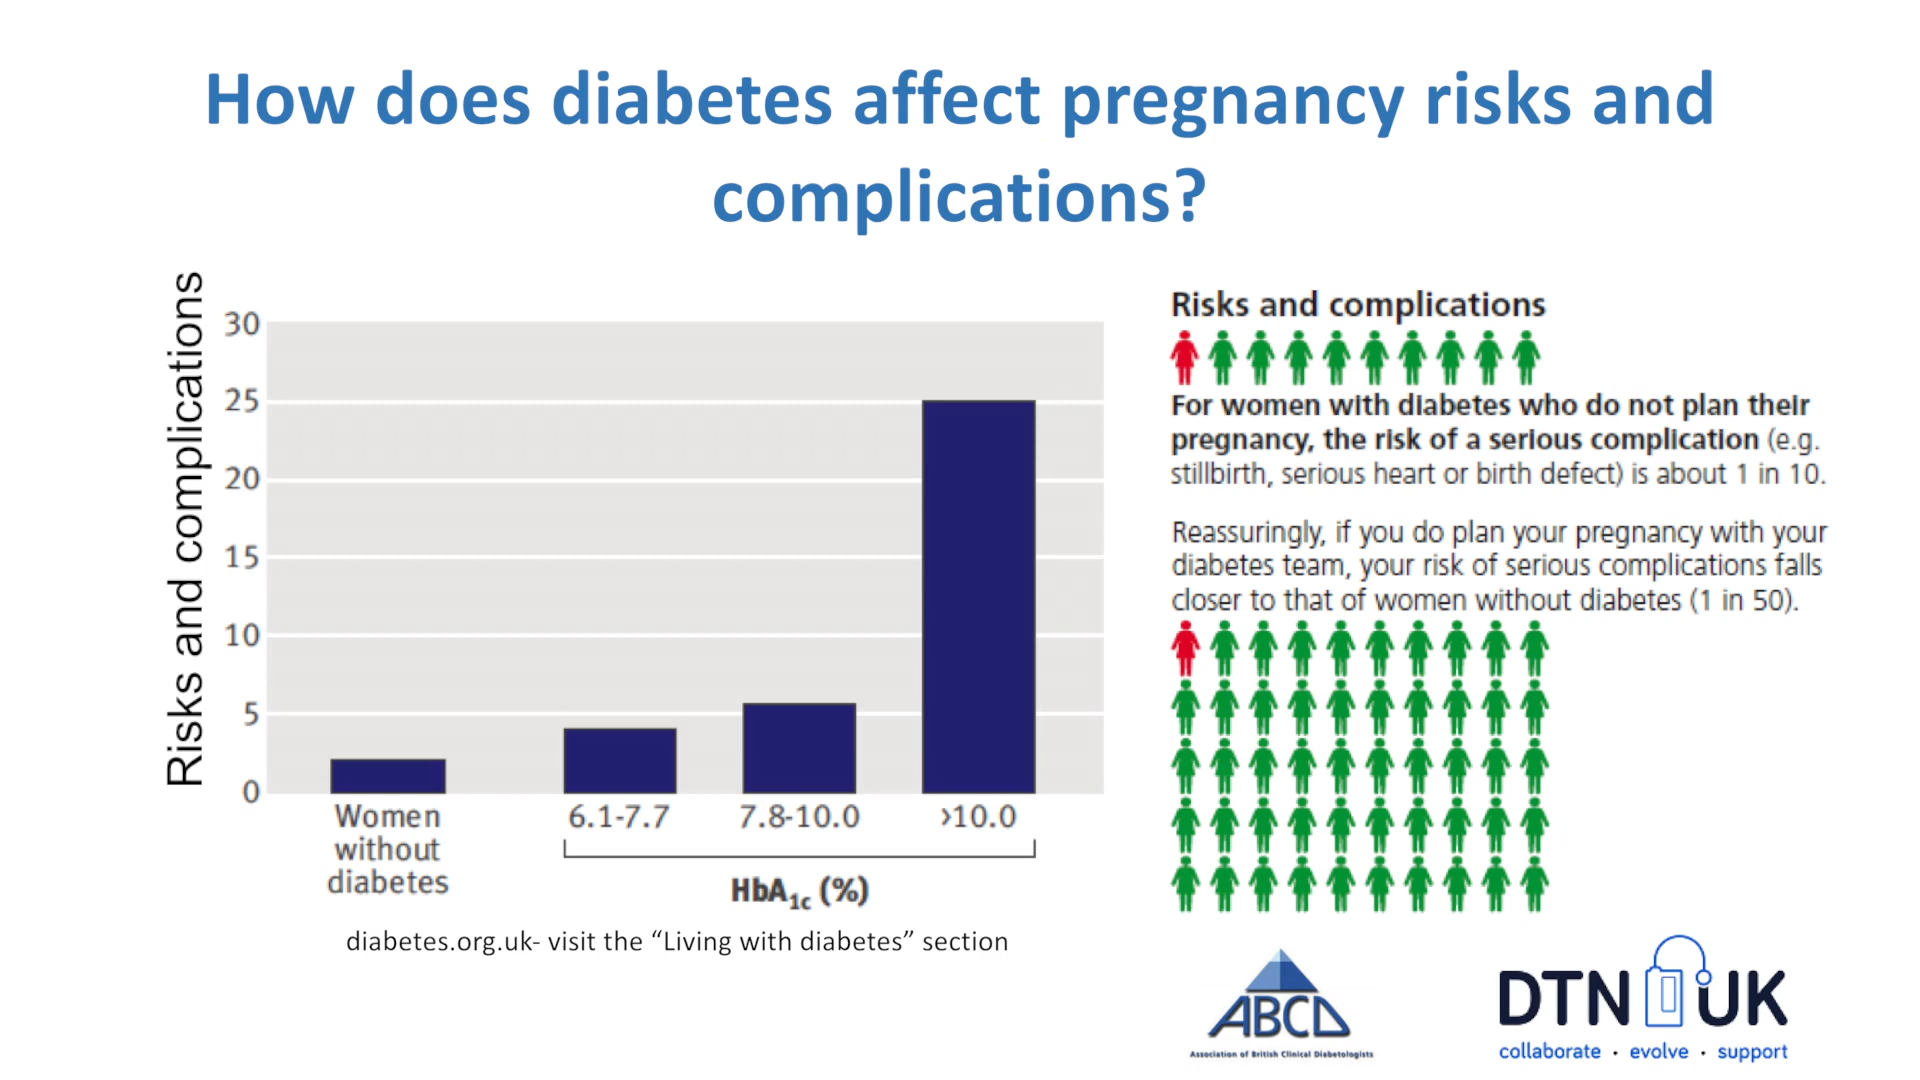 How does diabetes affect pregnancy risks and
complications?
Risks and complications
30
25
20
15
10
5
0
Women
without
diabetes
6.1-7.7
7.8-10.0
>10.0
HbA1c (%)
diabetes.org.uk- visit the “Living with diabetes” section
Risks and complications
For women with diabetes who do not plan their
pregnancy, the risk of a serious complication (e.g.
stillbirth, serious heart or birth defect) is about 1 in 10.
Reassuringly, if you do plan your pregnancy with your
diabetes team, your risk of serious complications falls
closer to that of women without diabetes (1 in 50).
ABCD
Association of British Clinical Diabetologists
DTN UK
collaborate · evolve · support